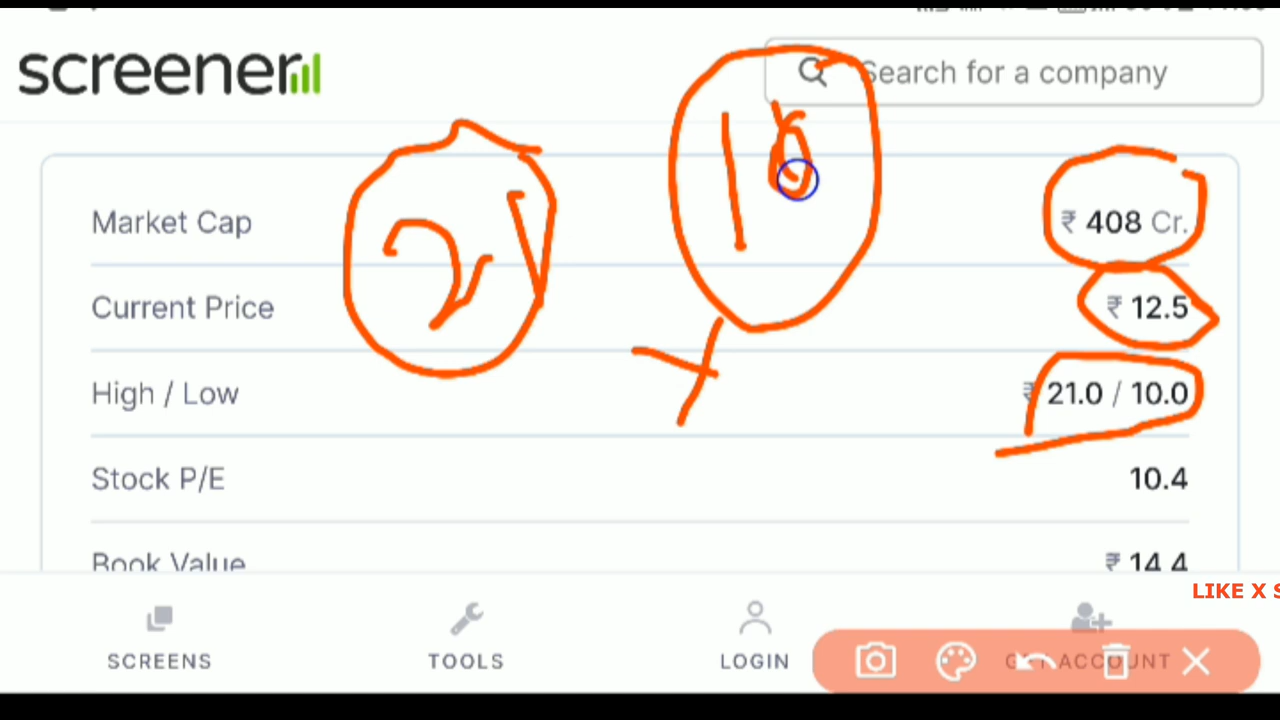 screener
Search for a company
21
10
Market Cap ₹ 408 Cr.
Current Price ₹ 12.5
High / Low ₹ 21.0 / 10.0
Stock P/E 10.4
Book Value ₹ 14.4
LIKE X S
SCREENS TOOLS LOGIN GET ACCOUNT